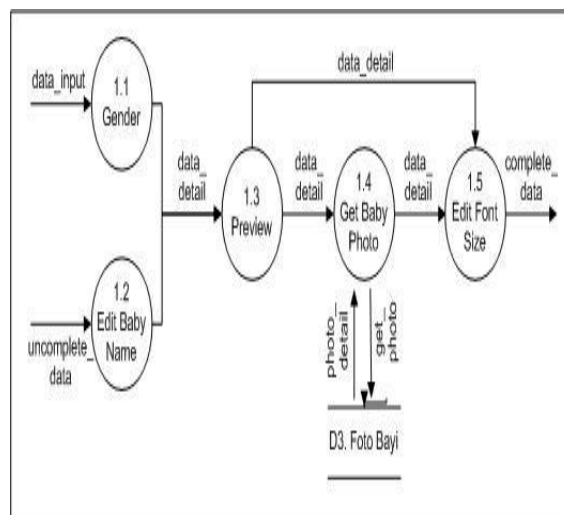 data_input
1.1
Gender
data_detail
data_
detail
1.3
Preview
data_
detail
1.4
Get Baby
Photo
data_
detail
1.5
Edit Font
Size
complete_
data
1.2
Edit Baby
Name
uncomplete_
data
photo_
detail
get_
photo
D3. Foto Bayi